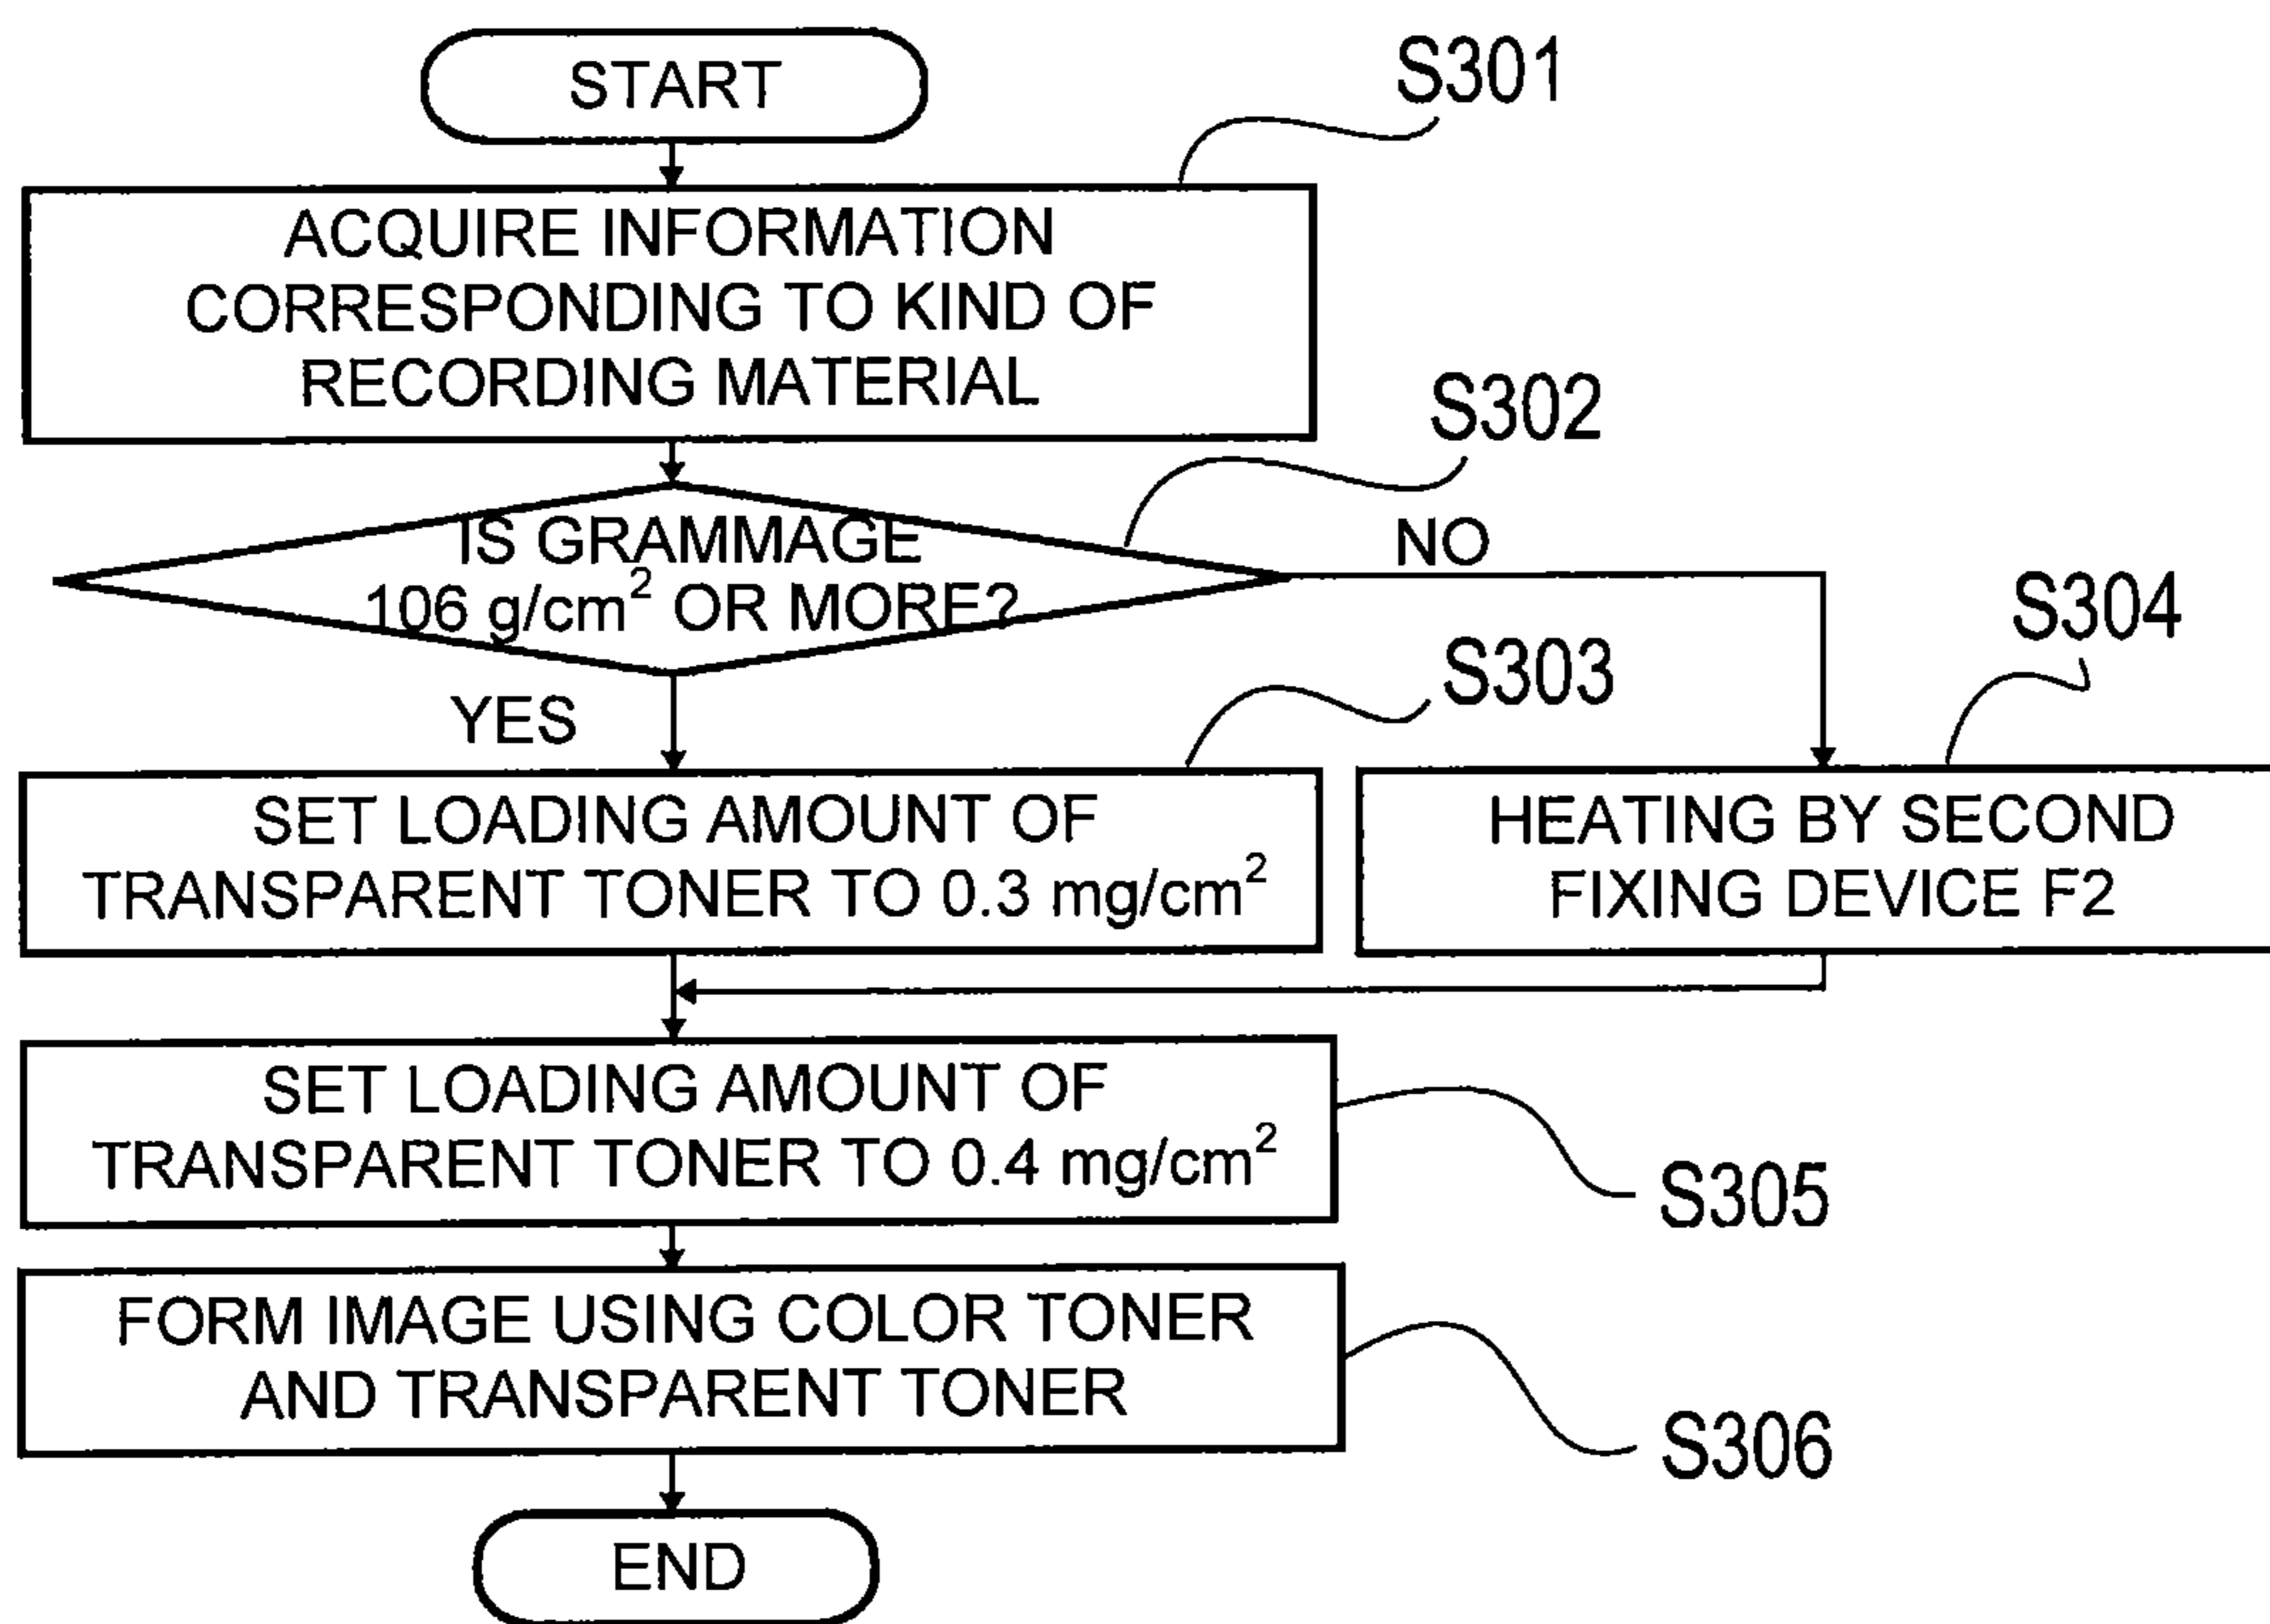 START
S301
ACQUIRE INFORMATION
CORRESPONDING TO KIND OF
RECORDING MATERIAL
S302
IS GRAMMAGE
106 g/cm² OR MORE?
NO
S304
YES
S303
SET LOADING AMOUNT OF
TRANSPARENT TONER TO 0.3 mg/cm²
HEATING BY SECOND
FIXING DEVICE F2
SET LOADING AMOUNT OF
TRANSPARENT TONER TO 0.4 mg/cm²
S305
FORM IMAGE USING COLOR TONER
AND TRANSPARENT TONER
S306
END